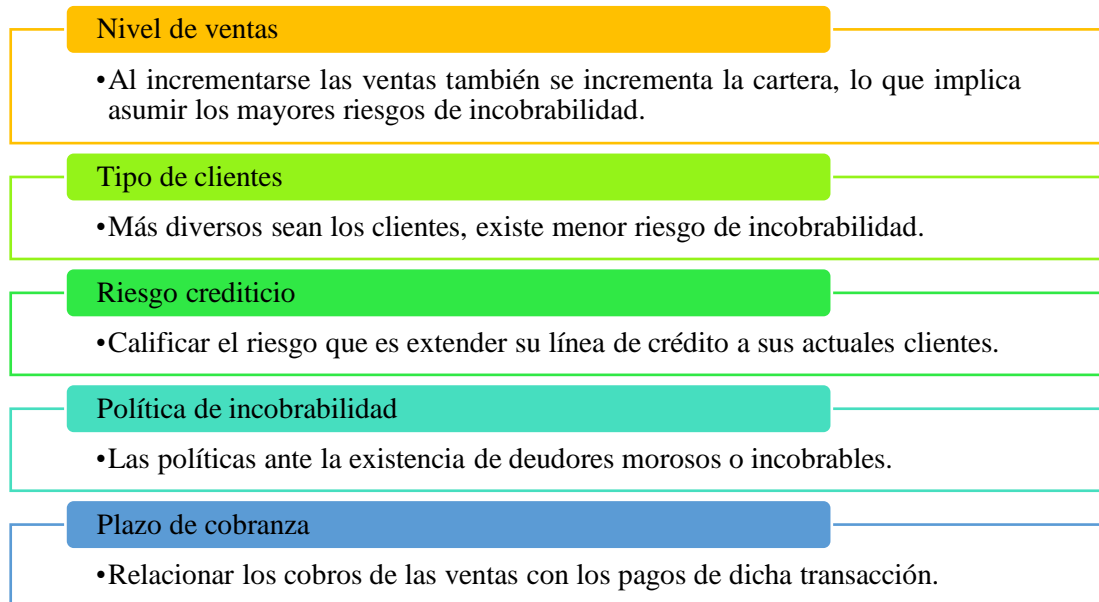 Nivel de ventas
•Al incrementarse las ventas también se incrementa la cartera, lo que implica
asumir los mayores riesgos de incobrabilidad.
Tipo de clientes
•Más diversos sean los clientes, existe menor riesgo de incobrabilidad.
Riesgo crediticio
•Calificar el riesgo que es extender su línea de crédito a sus actuales clientes.
Política de incobrabilidad
•Las políticas ante la existencia de deudores morosos o incobrables.
Plazo de cobranza
•Relacionar los cobros de las ventas con los pagos de dicha transacción.